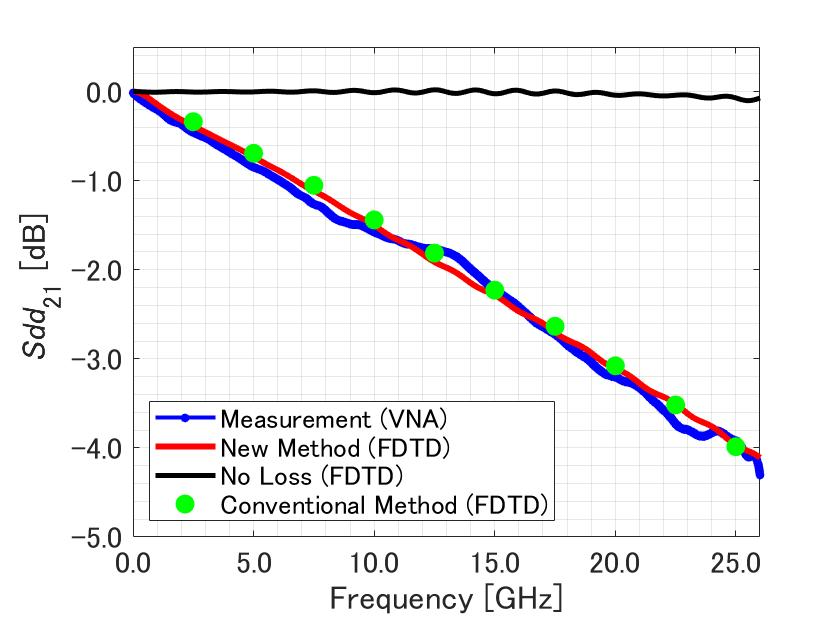 0.0
−1.0
−2.0
−3.0
−4.0
−5.0
Sdd21 [dB]
Measurement (VNA)
New Method (FDTD)
No Loss (FDTD)
Conventional Method (FDTD)
0.0 5.0 10.0 15.0 20.0 25.0
Frequency [GHz]